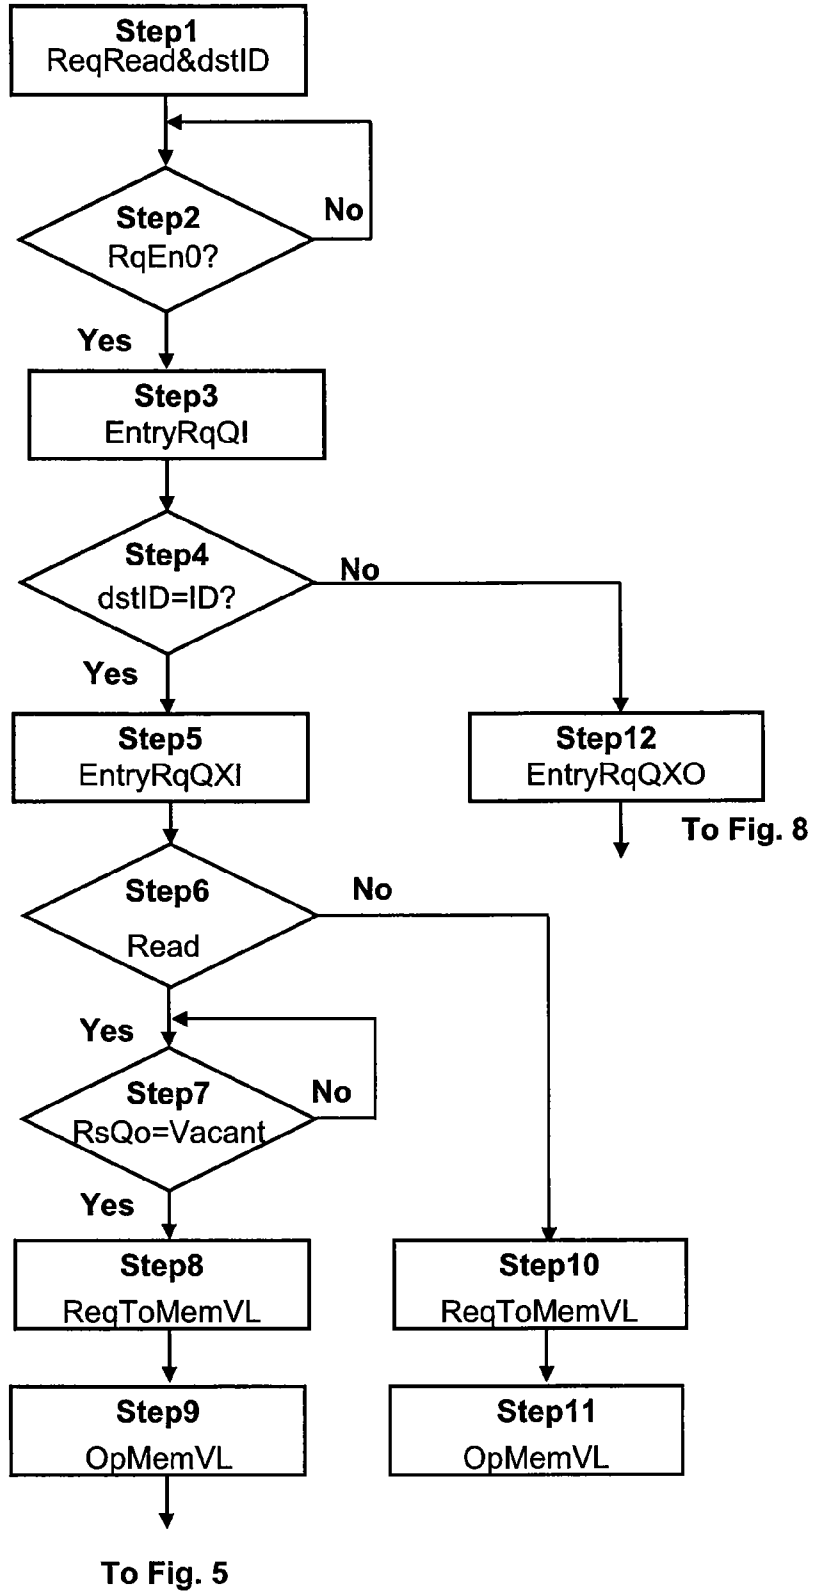 Step1
ReqRead&dstID
Step2
No
RqEn0?
Yes
Step3
EntryRqQI
Step4
No
dstID=ID?
Yes
Step5
EntryRqQXI
Step12
EntryRqQXO
To Fig. 8
Step6
No
Read
Yes
Step7
No
RsQo=Vacant
Yes
Step8
ReqToMemVL
Step10
ReqToMemVL
Step9
OpMemVL
Step11
OpMemVL
To Fig. 5